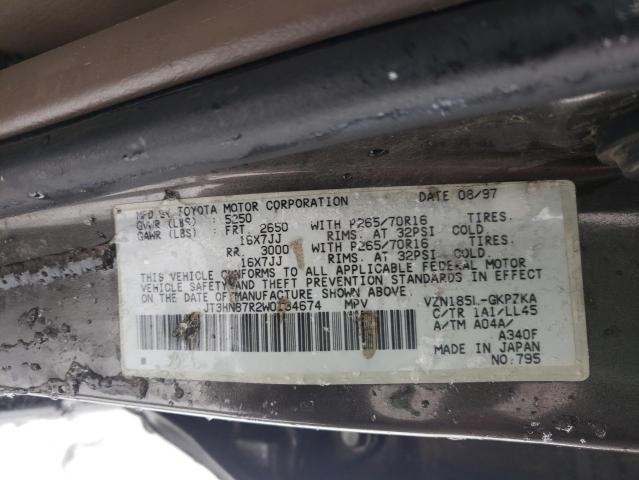 MFD BY TOYOTA MOTOR CORPORATION DATE 08/97
GVWR (LBS) 5250
GAWR (LBS) FRT. 2650 WITH P265/70R16 TIRES.
16X7JJ RIMS. AT 32PSI COLD
RR. 3000 WITH P265/70R16 TIRES.
16X7JJ RIMS. AT 32PSI COLD.
THIS VEHICLE CONFORMS TO ALL APPLICABLE FEDERAL MOTOR
VEHICLE SAFETY AND THEFT PREVENTION STANDARDS IN EFFECT
ON THE DATE OF MANUFACTURE SHOWN ABOVE.
JT3HN87R2W0134674 MPV VZN185L-GKPZKA
C/TR 1A1/LL45
A/TM A04A/
A340F
MADE IN JAPAN
NO.795